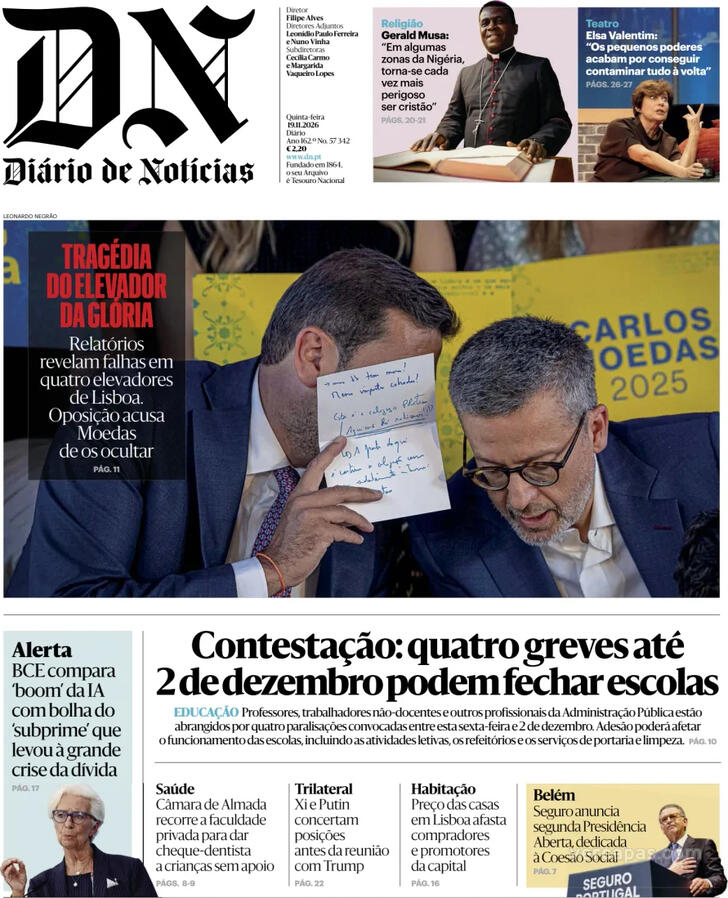 DN
Diário de Notícias
Diretor
Filipe Alves
Diretores Adjuntos
Leonídio Paulo Ferreira
e Nuno Vinha
Subdiretoras
Cecília Carmo
e Margarida
Vaqueiro Lopes
Quinta-feira
19.11.2026
Diário
Ano 162.º No. 57 342
€ 2,20
www.dn.pt
Fundado em 1864,
o seu Arquivo
é Tesouro Nacional
Religião
Gerald Musa:
“Em algumas
zonas da Nigéria,
torna-se cada
vez mais
perigoso
ser cristão”
PÁGS. 20-21
Teatro
Elsa Valentim:
“Os pequenos poderes
acabam por conseguir
contaminar tudo à volta”
PÁGS. 26-27
LEONARDO NEGRÃO
TRAGÉDIA
DO ELEVADOR
DA GLÓRIA
Relatórios
revelam falhas em
quatro elevadores
de Lisboa.
Oposição acusa
Moedas
de os ocultar
PÁG. 11
CARLOS
MOEDAS
2025
Alerta
BCE compara
‘boom’ da IA
com bolha do
‘subprime’ que
levou à grande
crise da dívida
PÁG. 17
Contestação: quatro greves até
2 de dezembro podem fechar escolas
EDUCAÇÃO Professores, trabalhadores não-docentes e outros profissionais da Administração Pública estão
abrangidos por quatro paralisações convocadas entre esta sexta-feira e 2 de dezembro. Adesão poderá afetar
o funcionamento das escolas, incluindo as atividades letivas, os refeitórios e os serviços de portaria e limpeza. PÁG. 10
Saúde
Câmara de Almada
recorre a faculdade
privada para dar
cheque-dentista
a crianças sem apoio
PÁGS. 8-9
Trilateral
Xi e Putin
concertam
posições
antes da reunião
com Trump
PÁG. 22
Habitação
Preço das casas
em Lisboa afasta
compradores
e promotores
da capital
PÁG. 16
Belém
Seguro anuncia
segunda Presidência
Aberta, dedicada
à Coesão Social
PÁG. 7
SEGURO
PORTUGAL